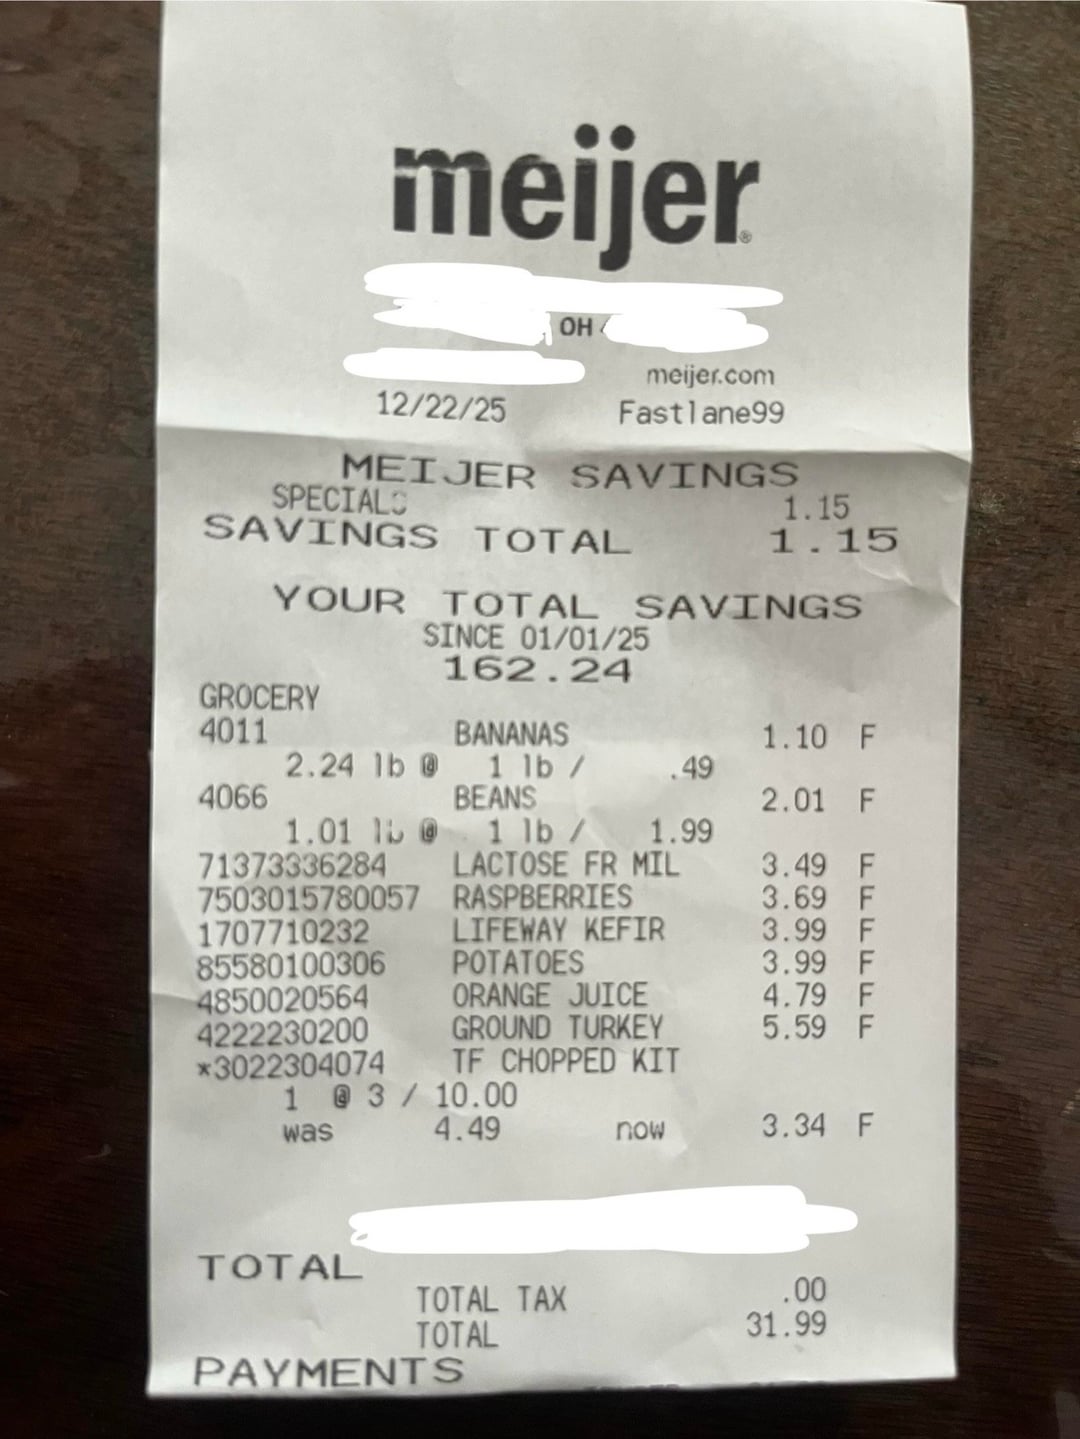 meijer®
OH
meijer.com
12/22/25 Fastlane99
MEIJER SAVINGS
SPECIALS 1.15
SAVINGS TOTAL 1.15
YOUR TOTAL SAVINGS
SINCE 01/01/25
162.24
GROCERY
4011 BANANAS 1.10 F
2.24 lb @ 1 lb / .49
4066 BEANS 2.01 F
1.01 lb @ 1 lb / 1.99
71373336284 LACTOSE FR MIL 3.49 F
7503015780057 RASPBERRIES 3.69 F
1707710232 LIFEWAY KEFIR 3.99 F
85580100306 POTATOES 3.99 F
4850020564 ORANGE JUICE 4.79 F
4222230200 GROUND TURKEY 5.59 F
*3022304074 TF CHOPPED KIT
1 @ 3 / 10.00
was 4.49 now 3.34 F
TOTAL
TOTAL TAX .00
TOTAL 31.99
PAYMENTS